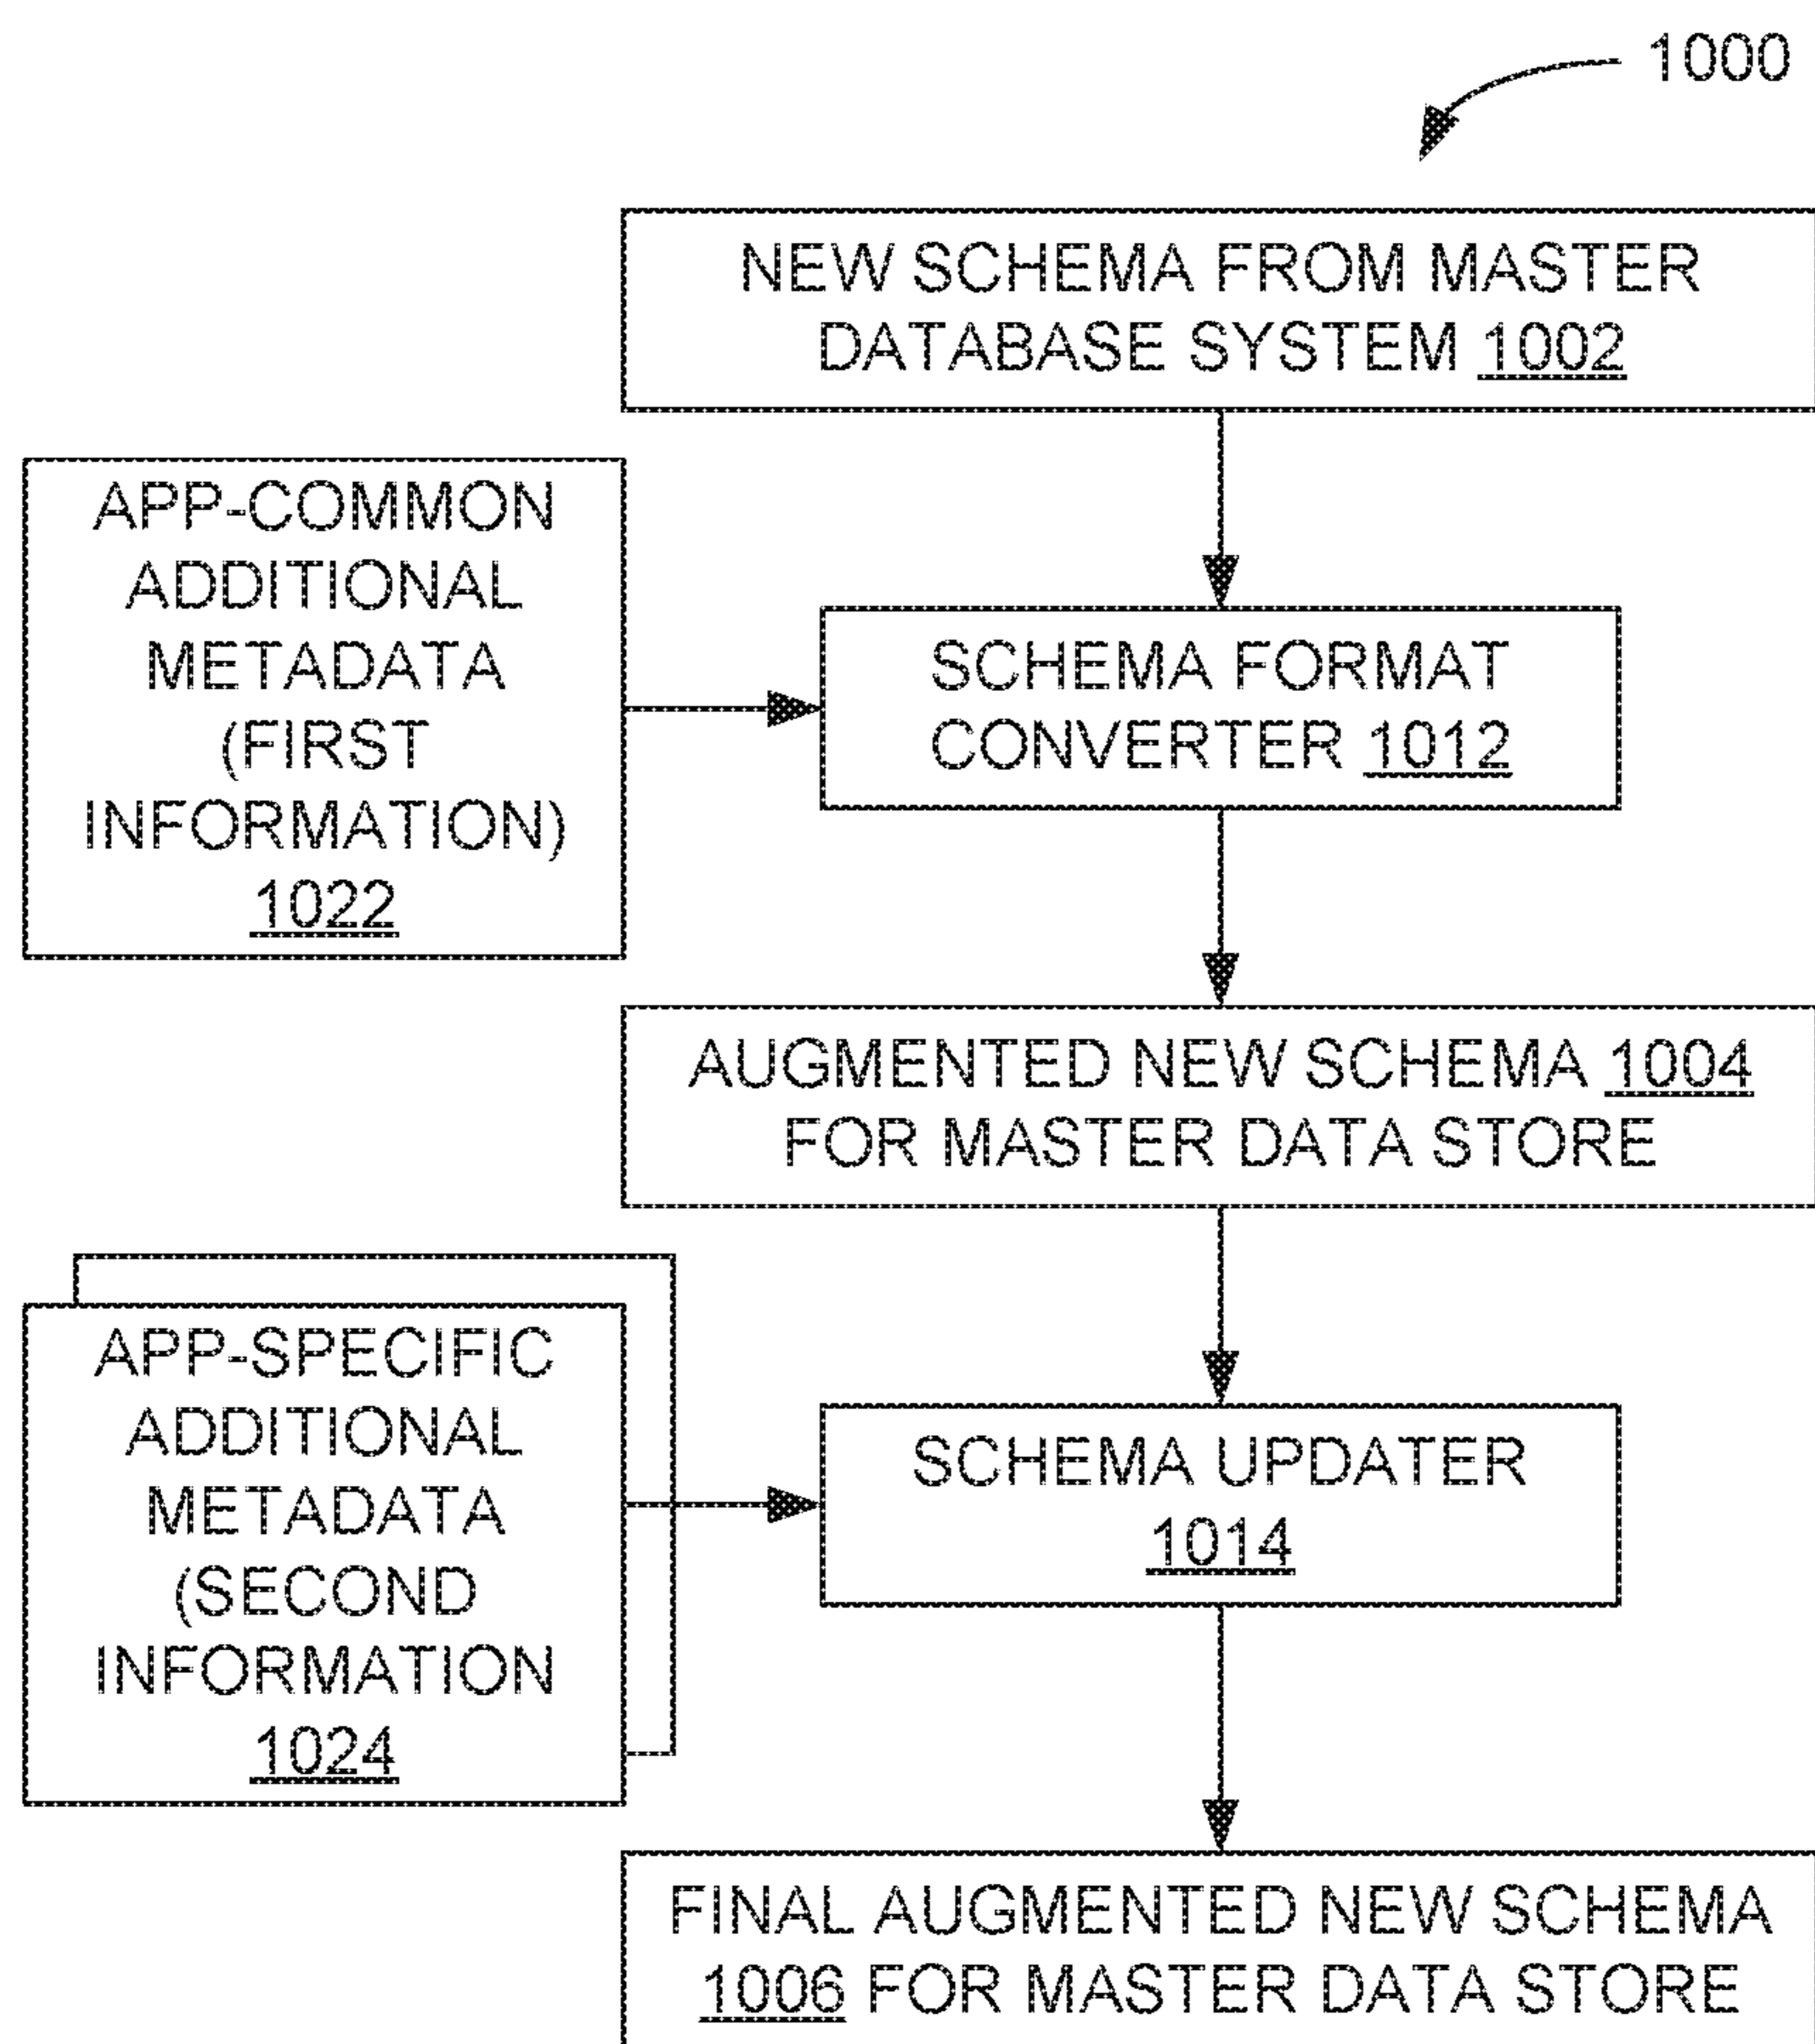 1000
NEW SCHEMA FROM MASTER
DATABASE SYSTEM 1002
APP-COMMON
ADDITIONAL
METADATA
(FIRST
INFORMATION)
1022
SCHEMA FORMAT
CONVERTER 1012
AUGMENTED NEW SCHEMA 1004
FOR MASTER DATA STORE
APP-SPECIFIC
ADDITIONAL
METADATA
(SECOND
INFORMATION
1024
SCHEMA UPDATER
1014
FINAL AUGMENTED NEW SCHEMA
1006 FOR MASTER DATA STORE